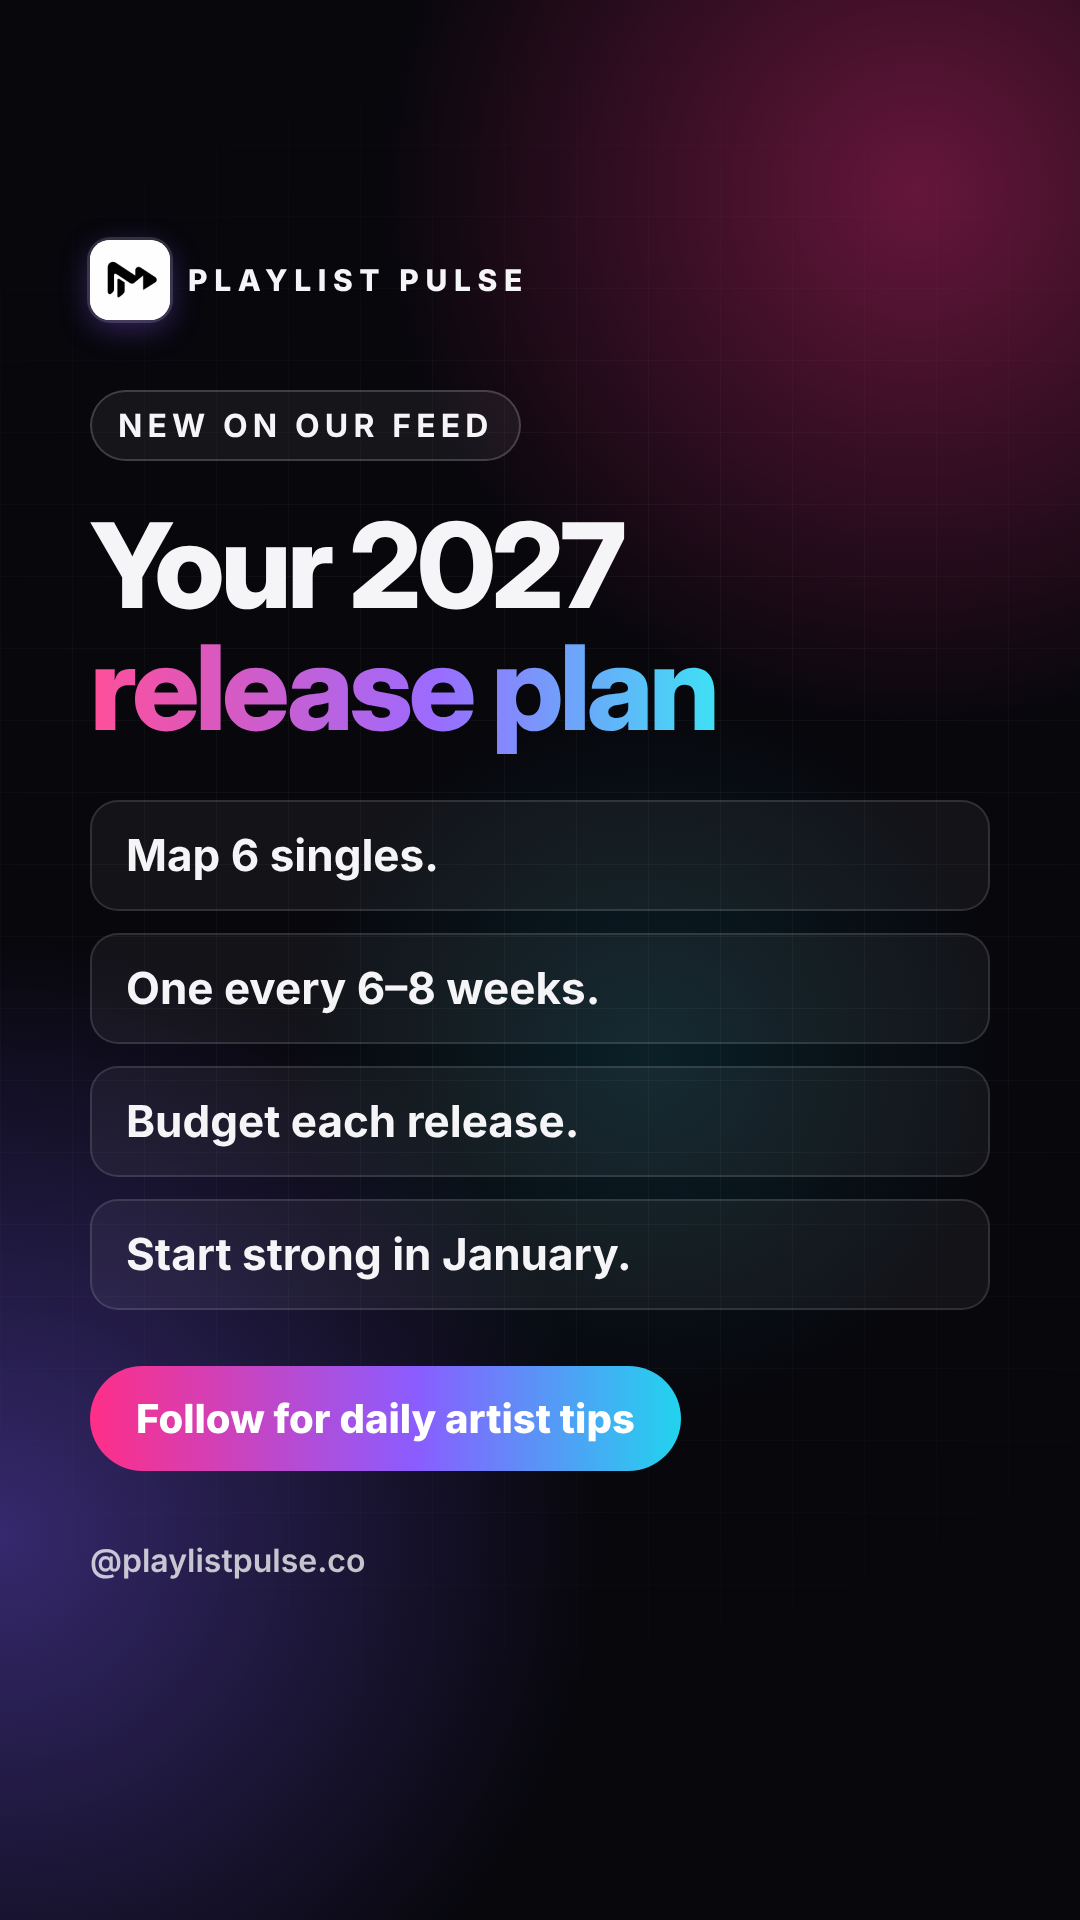 PLAYLIST PULSE
NEW ON OUR FEED
Your 2027
release plan
Map 6 singles.
One every 6–8 weeks.
Budget each release.
Start strong in January.
Follow for daily artist tips
@playlistpulse.co